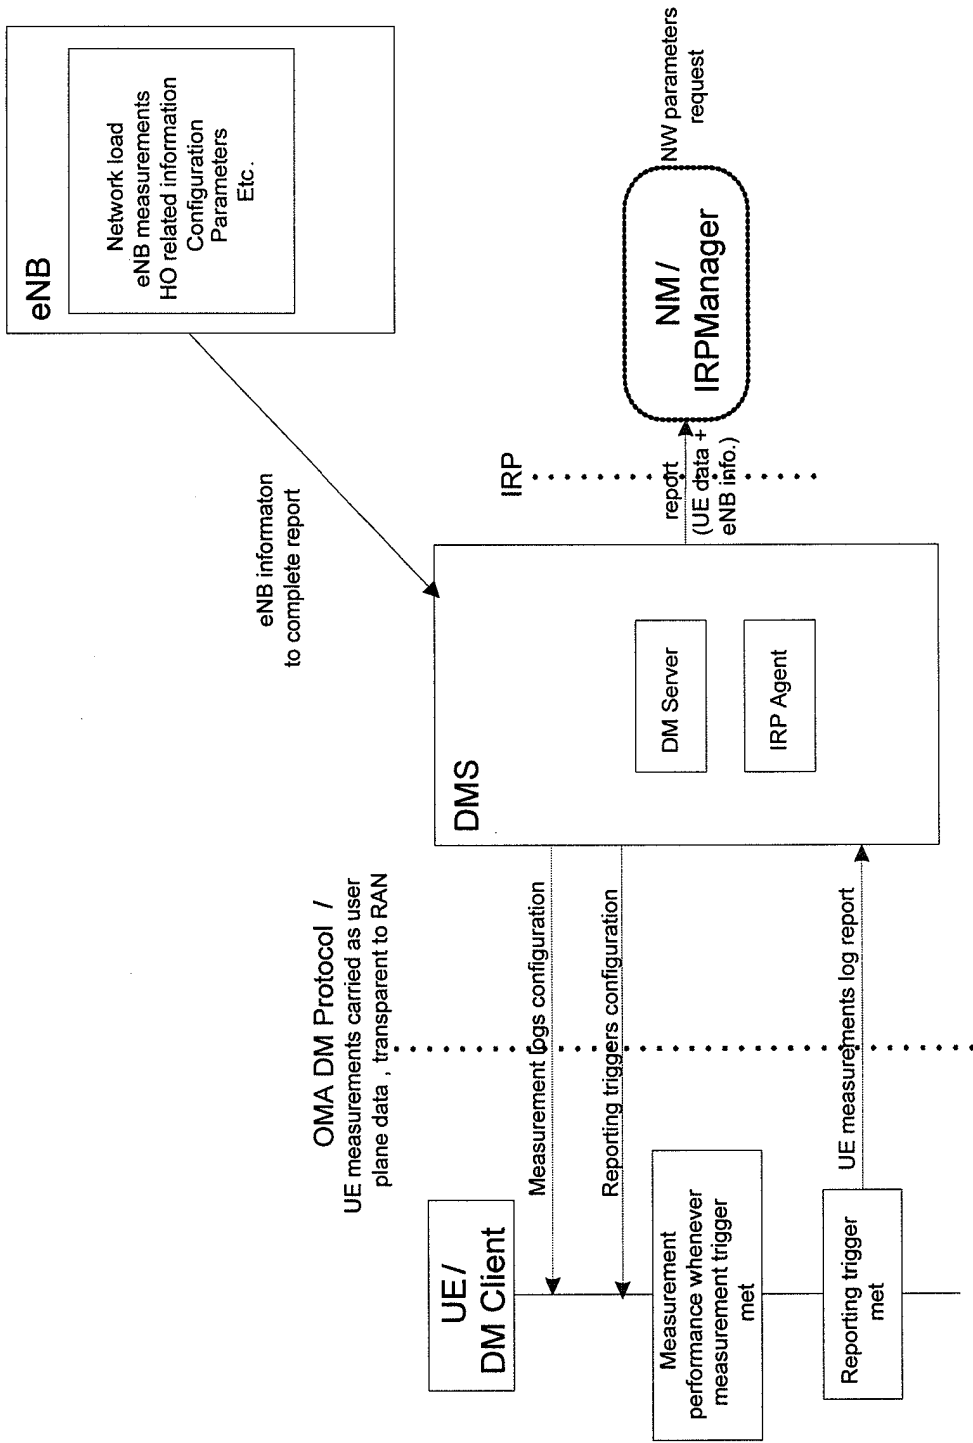 eNB
Network load
eNB measurements
HO related information
Configuration
Parameters
Etc.
eNB informaton
to complete report
OMA DM Protocol /
UE measurements carried as user
plane data , transparent to RAN
IRP
UE /
DM Client
DMS
Measurement logs configuration
Reporting triggers configuration
DM Server
IRP Agent
report
(UE data +
eNB info.)
NM /
IRPManager
NW parameters
request
Measurement
performance whenever
measurement trigger
met
Reporting trigger
met
UE measurements log report